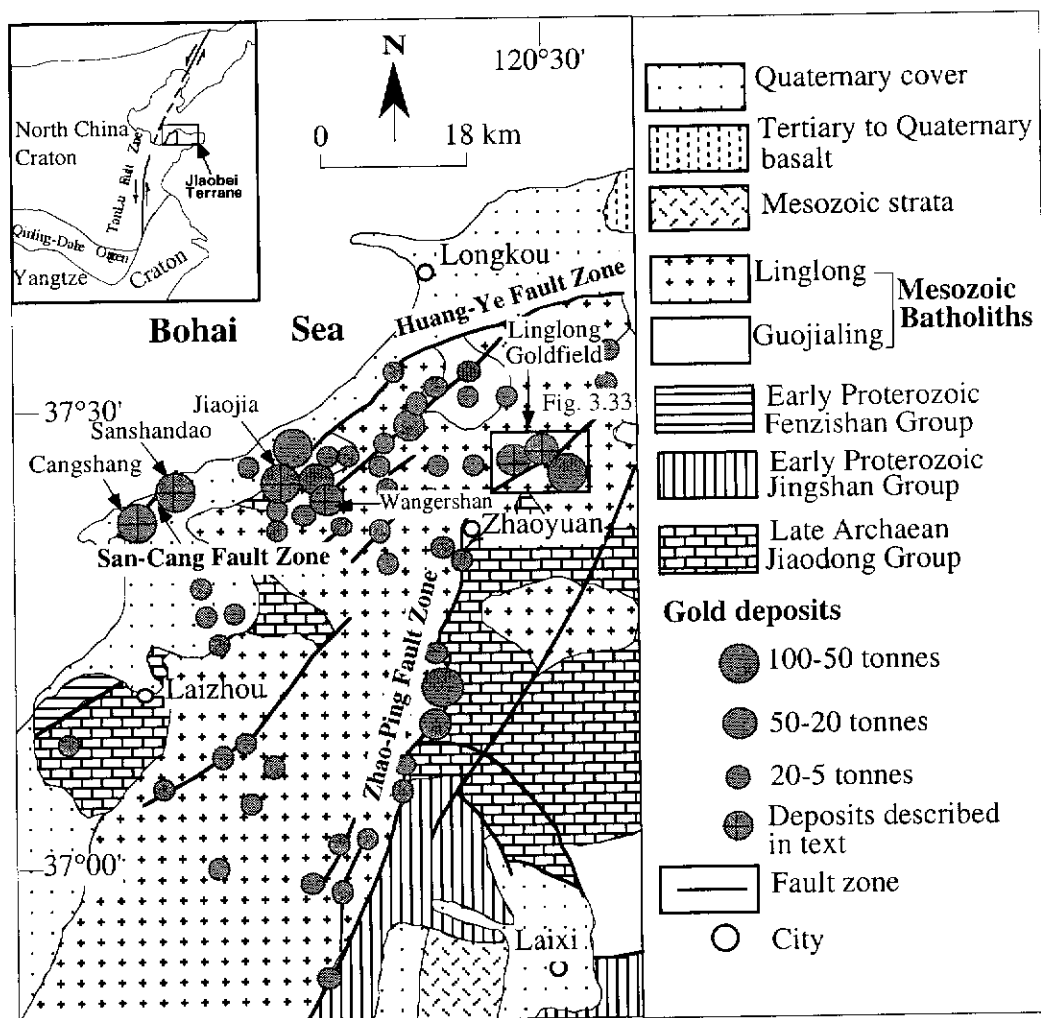 North China
Craton
TanLu Fault Zone
Jiaobei
Terrane
Qinling-Dabie Orogen
Yangtze
Craton
N
0 18 km
120°30'
Longkou
Huang-Ye Fault Zone
Bohai Sea
Linglong
Goldfield
Fig. 3.33
37°30'
Jiaojia
Sanshandao
Cangshang
Wangershan
Zhaoyuan
San-Cang Fault Zone
Zhao-Ping Fault Zone
Laizhou
37°00'
Laixi
Quaternary cover
Tertiary to Quaternary
basalt
Mesozoic strata
Linglong
Guojialing
Mesozoic
Batholiths
Early Proterozoic
Fenzishan Group
Early Proterozoic
Jingshan Group
Late Archaean
Jiaodong Group
Gold deposits
100-50 tonnes
50-20 tonnes
20-5 tonnes
Deposits described
in text
Fault zone
City